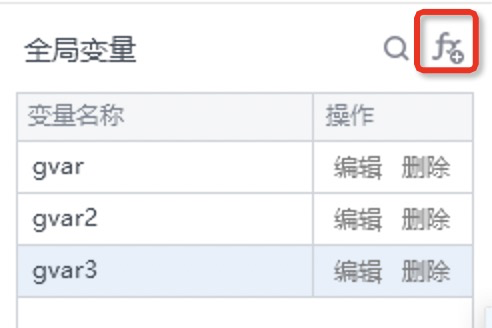 全局变量 fx
变量名称 操作
gvar 编辑 删除
gvar2 编辑 删除
gvar3 编辑 删除